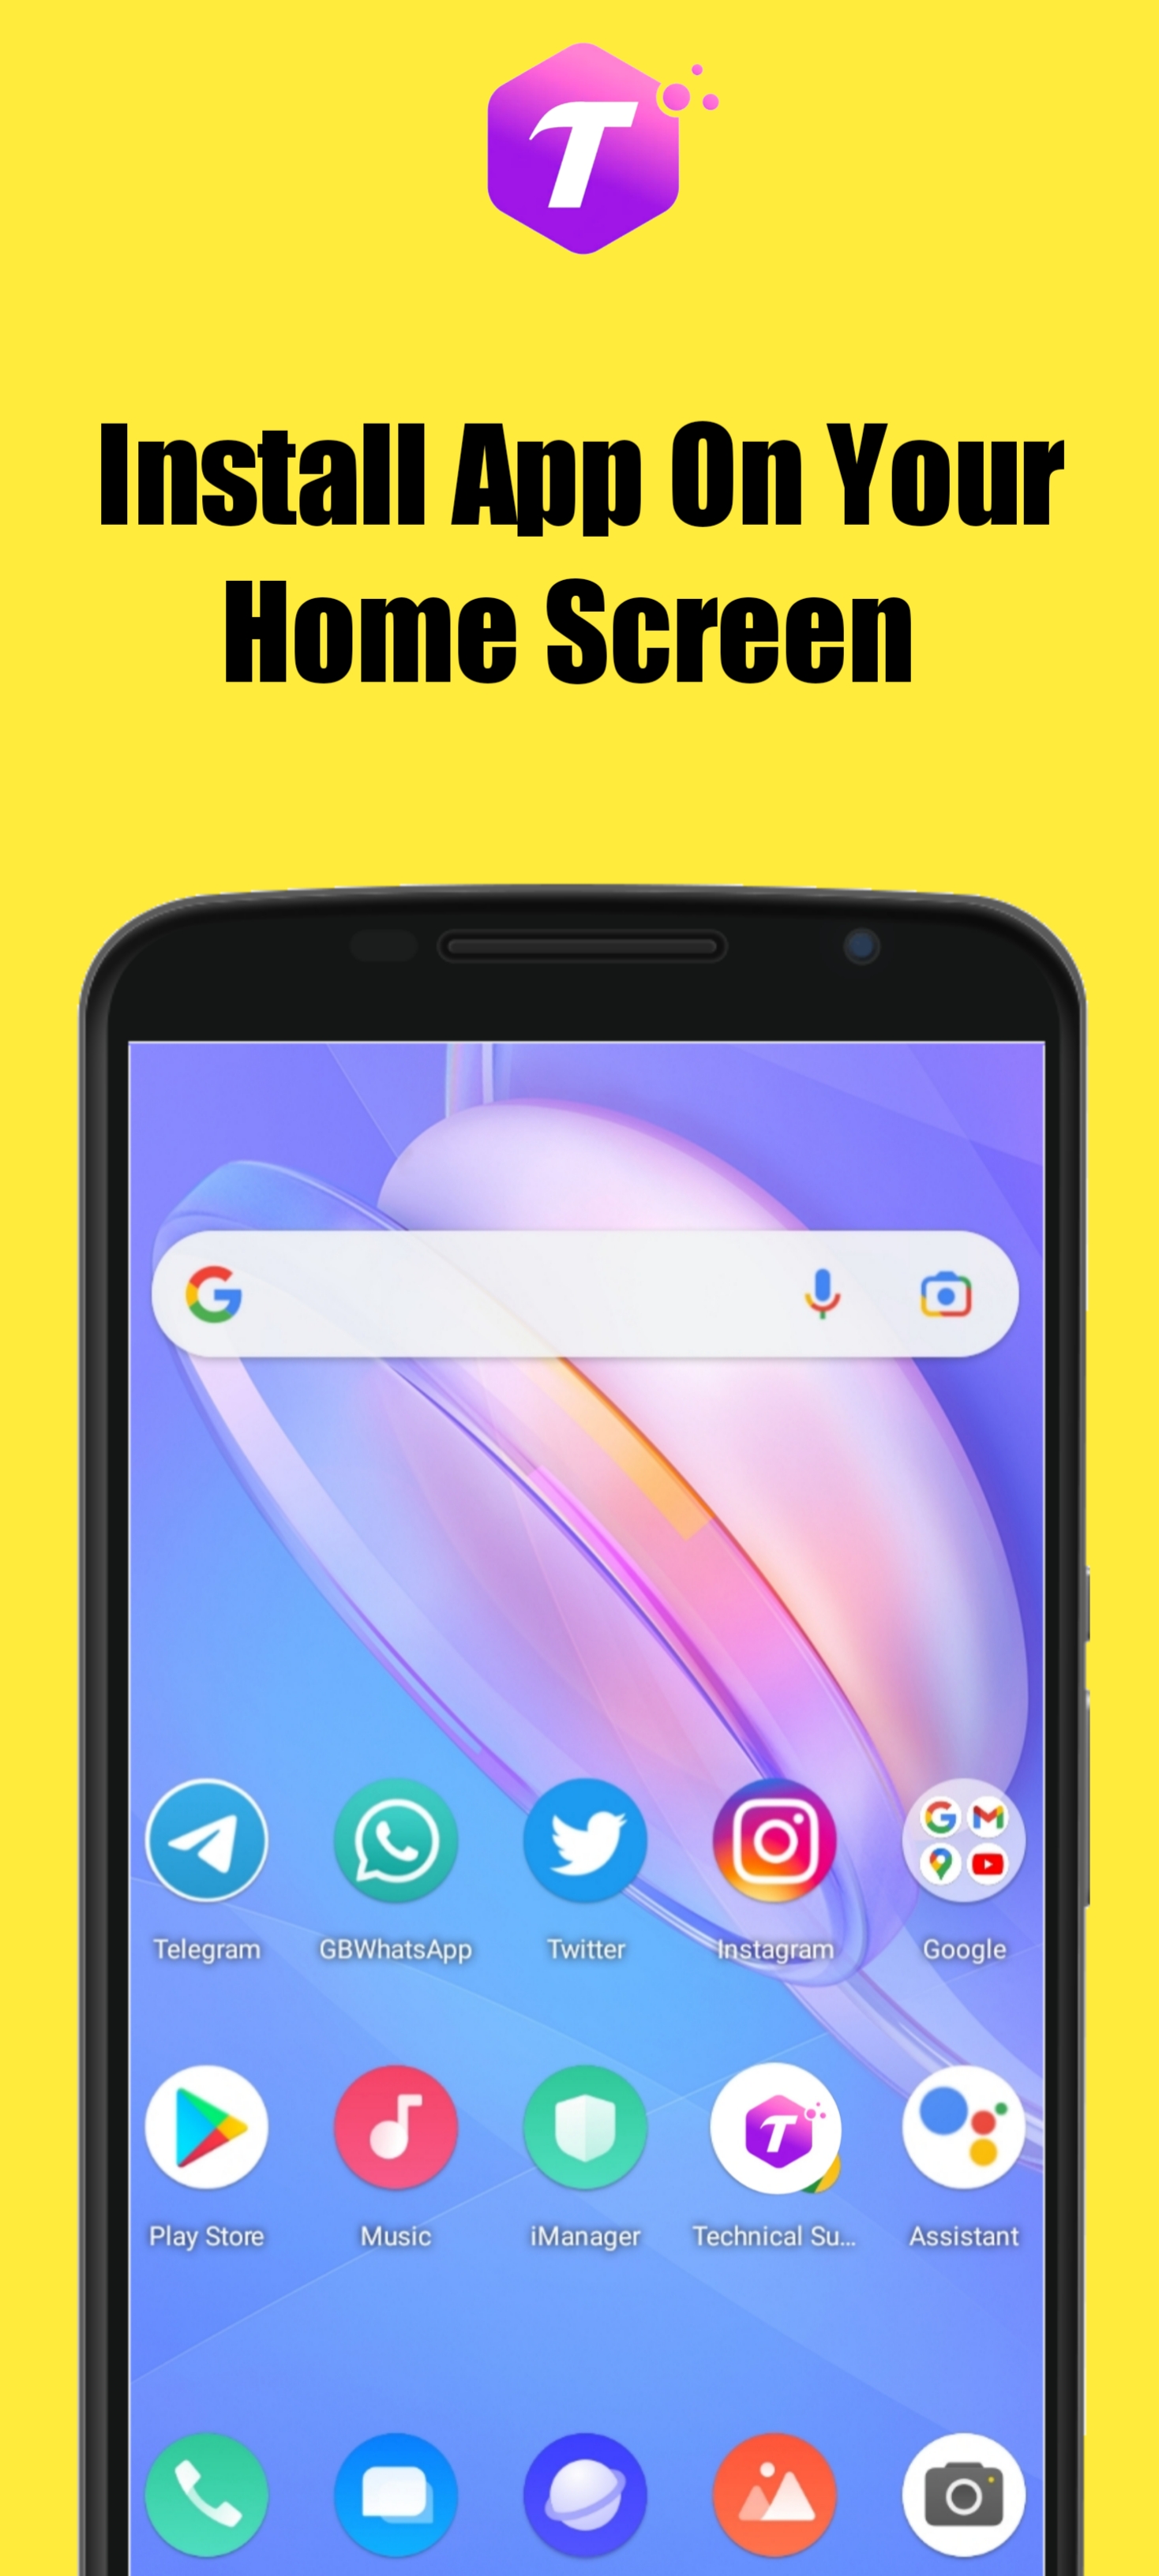 T
Install App On Your
Home Screen
Telegram GBWhatsApp Twitter Instagram Google
Play Store Music iManager Technical Su... Assistant